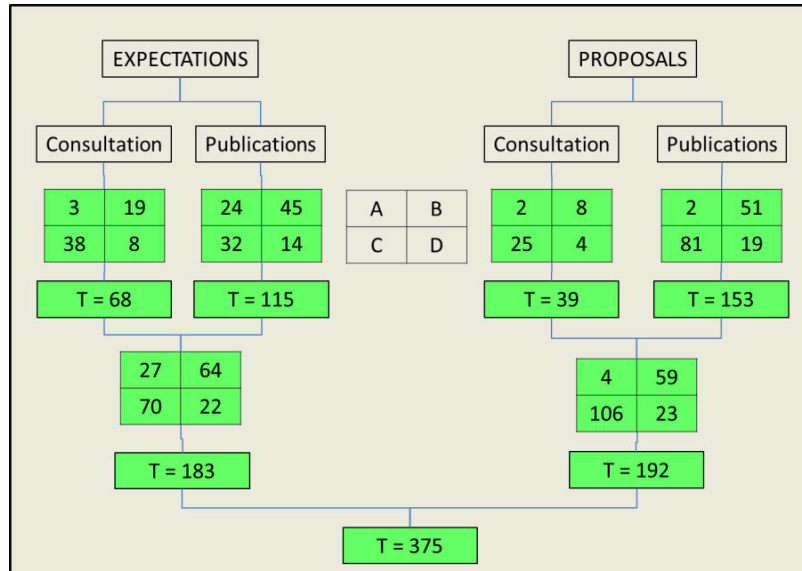 EXPECTATIONS PROPOSALS
Consultation Publications Consultation Publications
3 19 24 45 A B 2 8 2 51
38 8 32 14 C D 25 4 81 19
T = 68 T = 115 T = 39 T = 153
27 64 4 59
70 22 106 23
T = 183 T = 192
T = 375